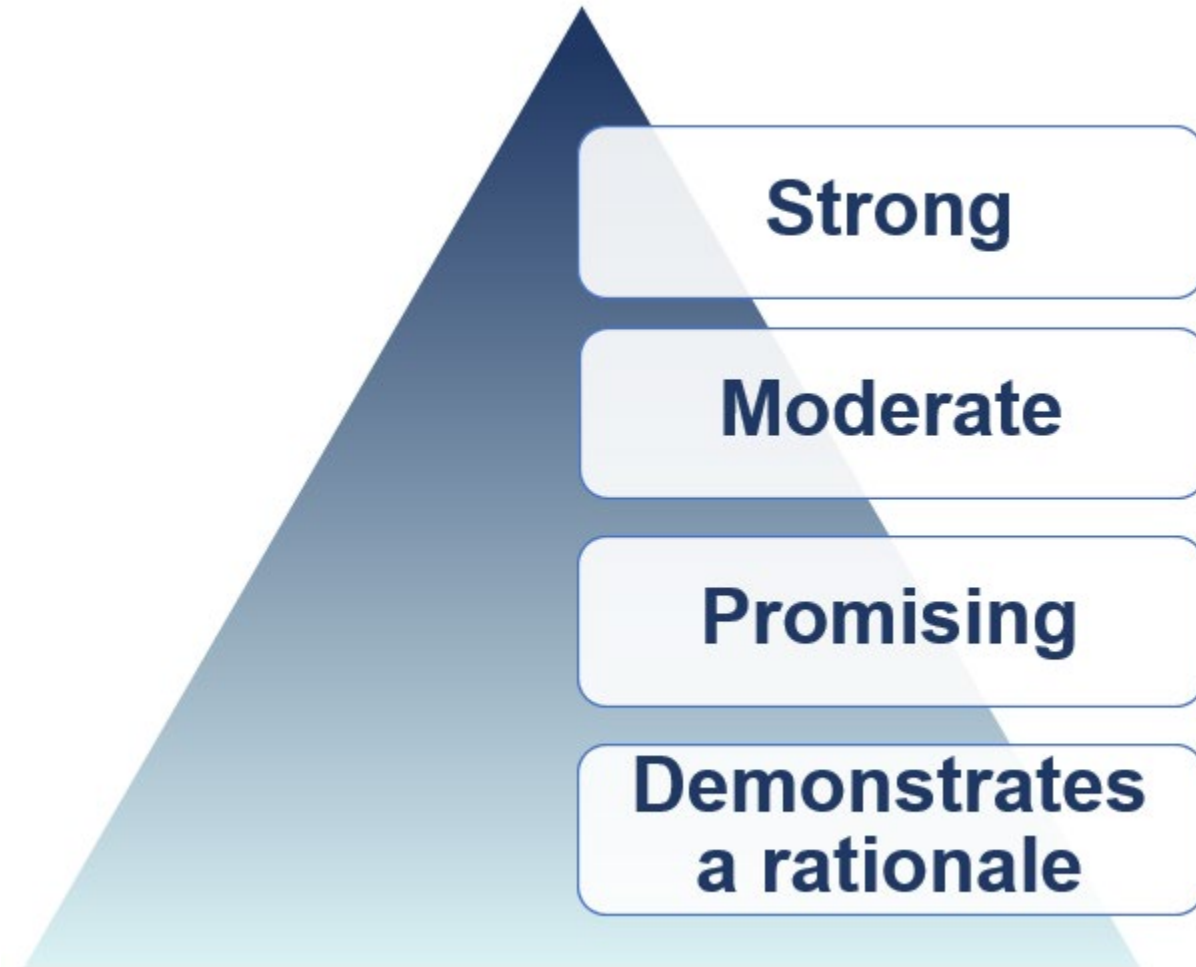 Strong
Moderate
Promising
Demonstrates
a rationale